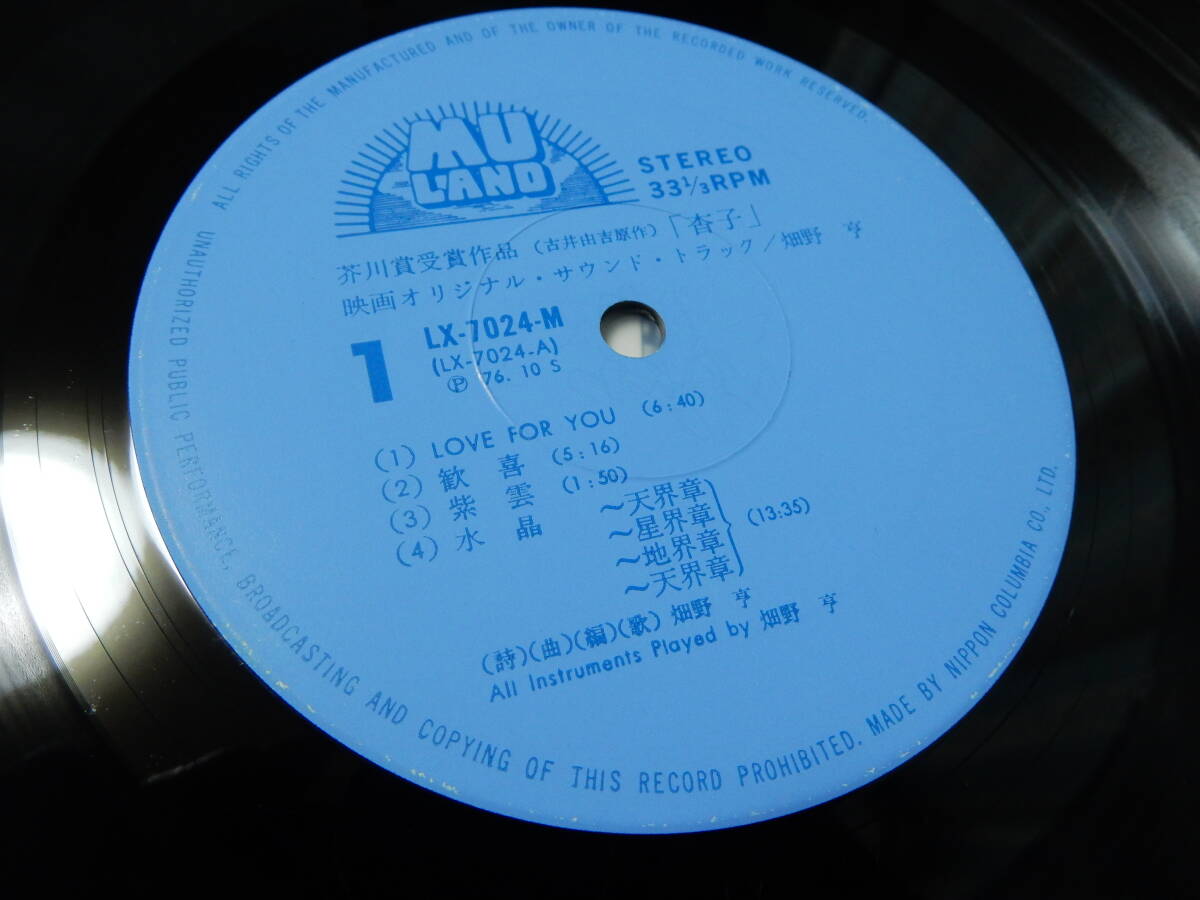 ALL RIGHTS OF THE MANUFACTURED AND OF THE OWNER OF THE RECORDED WORK RESERVED.
MU
LAND
STEREO
33⅓RPM
芥川賞受賞作品（古井由吉原作）「杳子」
映画オリジナル・サウンド・トラック／畑野 亨
1
LX-7024-M
(LX-7024-A)
Ⓟ '76. 10 S
(1) LOVE FOR YOU (6:40)
(2) 歓喜 (5:16)
(3) 紫雲 (1:50)
(4) 水晶 〜天界章
〜星界章
〜地界章
〜天界章
(13:35)
(詩)(曲)(編)(歌) 畑野 亨
All Instruments Played by 畑野 亨
UNAUTHORIZED PUBLIC PERFORMANCE, BROADCASTING AND COPYING OF THIS RECORD PROHIBITED. MADE BY NIPPON COLUMBIA CO., LTD.